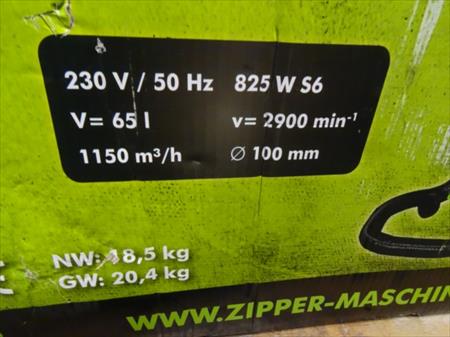 230 V / 50 Hz 825 W S6
V= 65 l v= 2900 min⁻¹
1150 m³/h Ø 100 mm
NW: 18,5 kg
GW: 20,4 kg
WWW.ZIPPER-MASCHIN